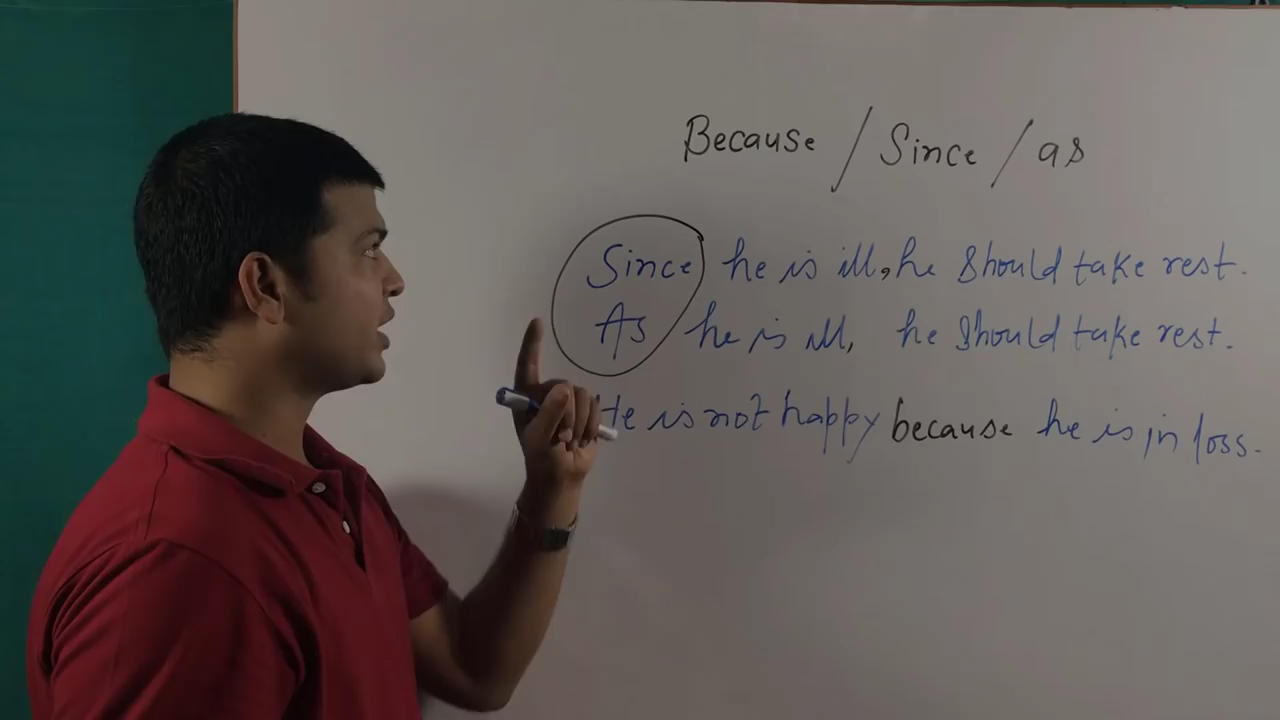 Because / Since / as
Since he is ill, he should take rest.
As he is ill, he should take rest.
He is not happy because he is in loss.